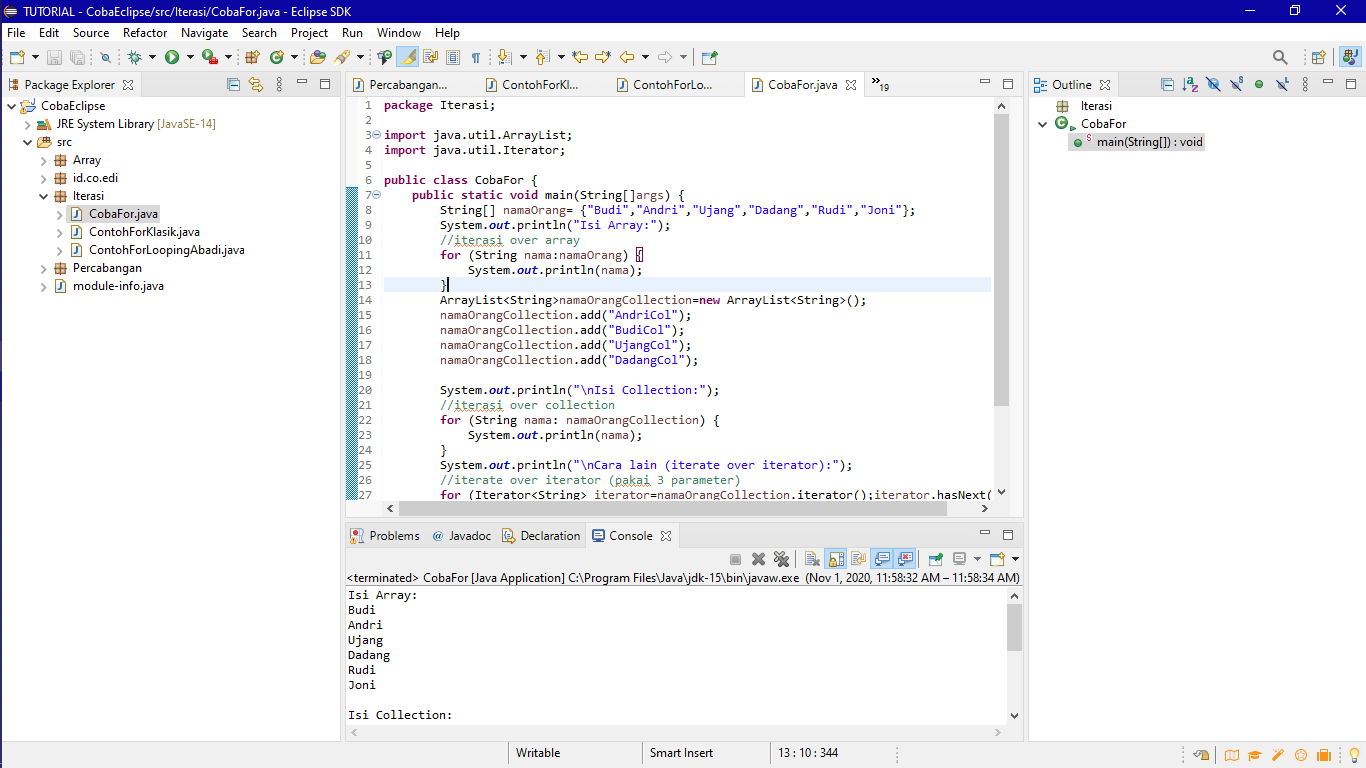 TUTORIAL - CobaEclipse/src/Iterasi/CobaFor.java - Eclipse SDK
File Edit Source Refactor Navigate Search Project Run Window Help
Package Explorer
CobaEclipse
JRE System Library [JavaSE-14]
src
Array
id.co.edi
Iterasi
CobaFor.java
ContohForKlasik.java
ContohForLoopingAbadi.java
Percabangan
module-info.java
Percabangan... ContohForKl... ContohForLo... CobaFor.java »19
1 package Iterasi;
2
3 import java.util.ArrayList;
4 import java.util.Iterator;
5
6 public class CobaFor {
7 public static void main(String[]args) {
8 String[] namaOrang= {"Budi","Andri","Ujang","Dadang","Rudi","Joni"};
9 System.out.println("Isi Array:");
10 //iterasi over array
11 for (String nama:namaOrang) {
12 System.out.println(nama);
13 }
14 ArrayList<String>namaOrangCollection=new ArrayList<String>();
15 namaOrangCollection.add("AndriCol");
16 namaOrangCollection.add("BudiCol");
17 namaOrangCollection.add("UjangCol");
18 namaOrangCollection.add("DadangCol");
19
20 System.out.println("\nIsi Collection:");
21 //iterasi over collection
22 for (String nama: namaOrangCollection) {
23 System.out.println(nama);
24 }
25 System.out.println("\nCara lain (iterate over iterator):");
26 //iterate over iterator (pakai 3 parameter)
27 for (Iterator<String> iterator=namaOrangCollection.iterator();iterator.hasNext(
Problems @ Javadoc Declaration Console
<terminated> CobaFor [Java Application] C:\Program Files\Java\jdk-15\bin\javaw.exe (Nov 1, 2020, 11:58:32 AM – 11:58:34 AM)
Isi Array:
Budi
Andri
Ujang
Dadang
Rudi
Joni
Isi Collection:
Outline
Iterasi
CobaFor
main(String[]) : void
Writable Smart Insert 13 : 10 : 344